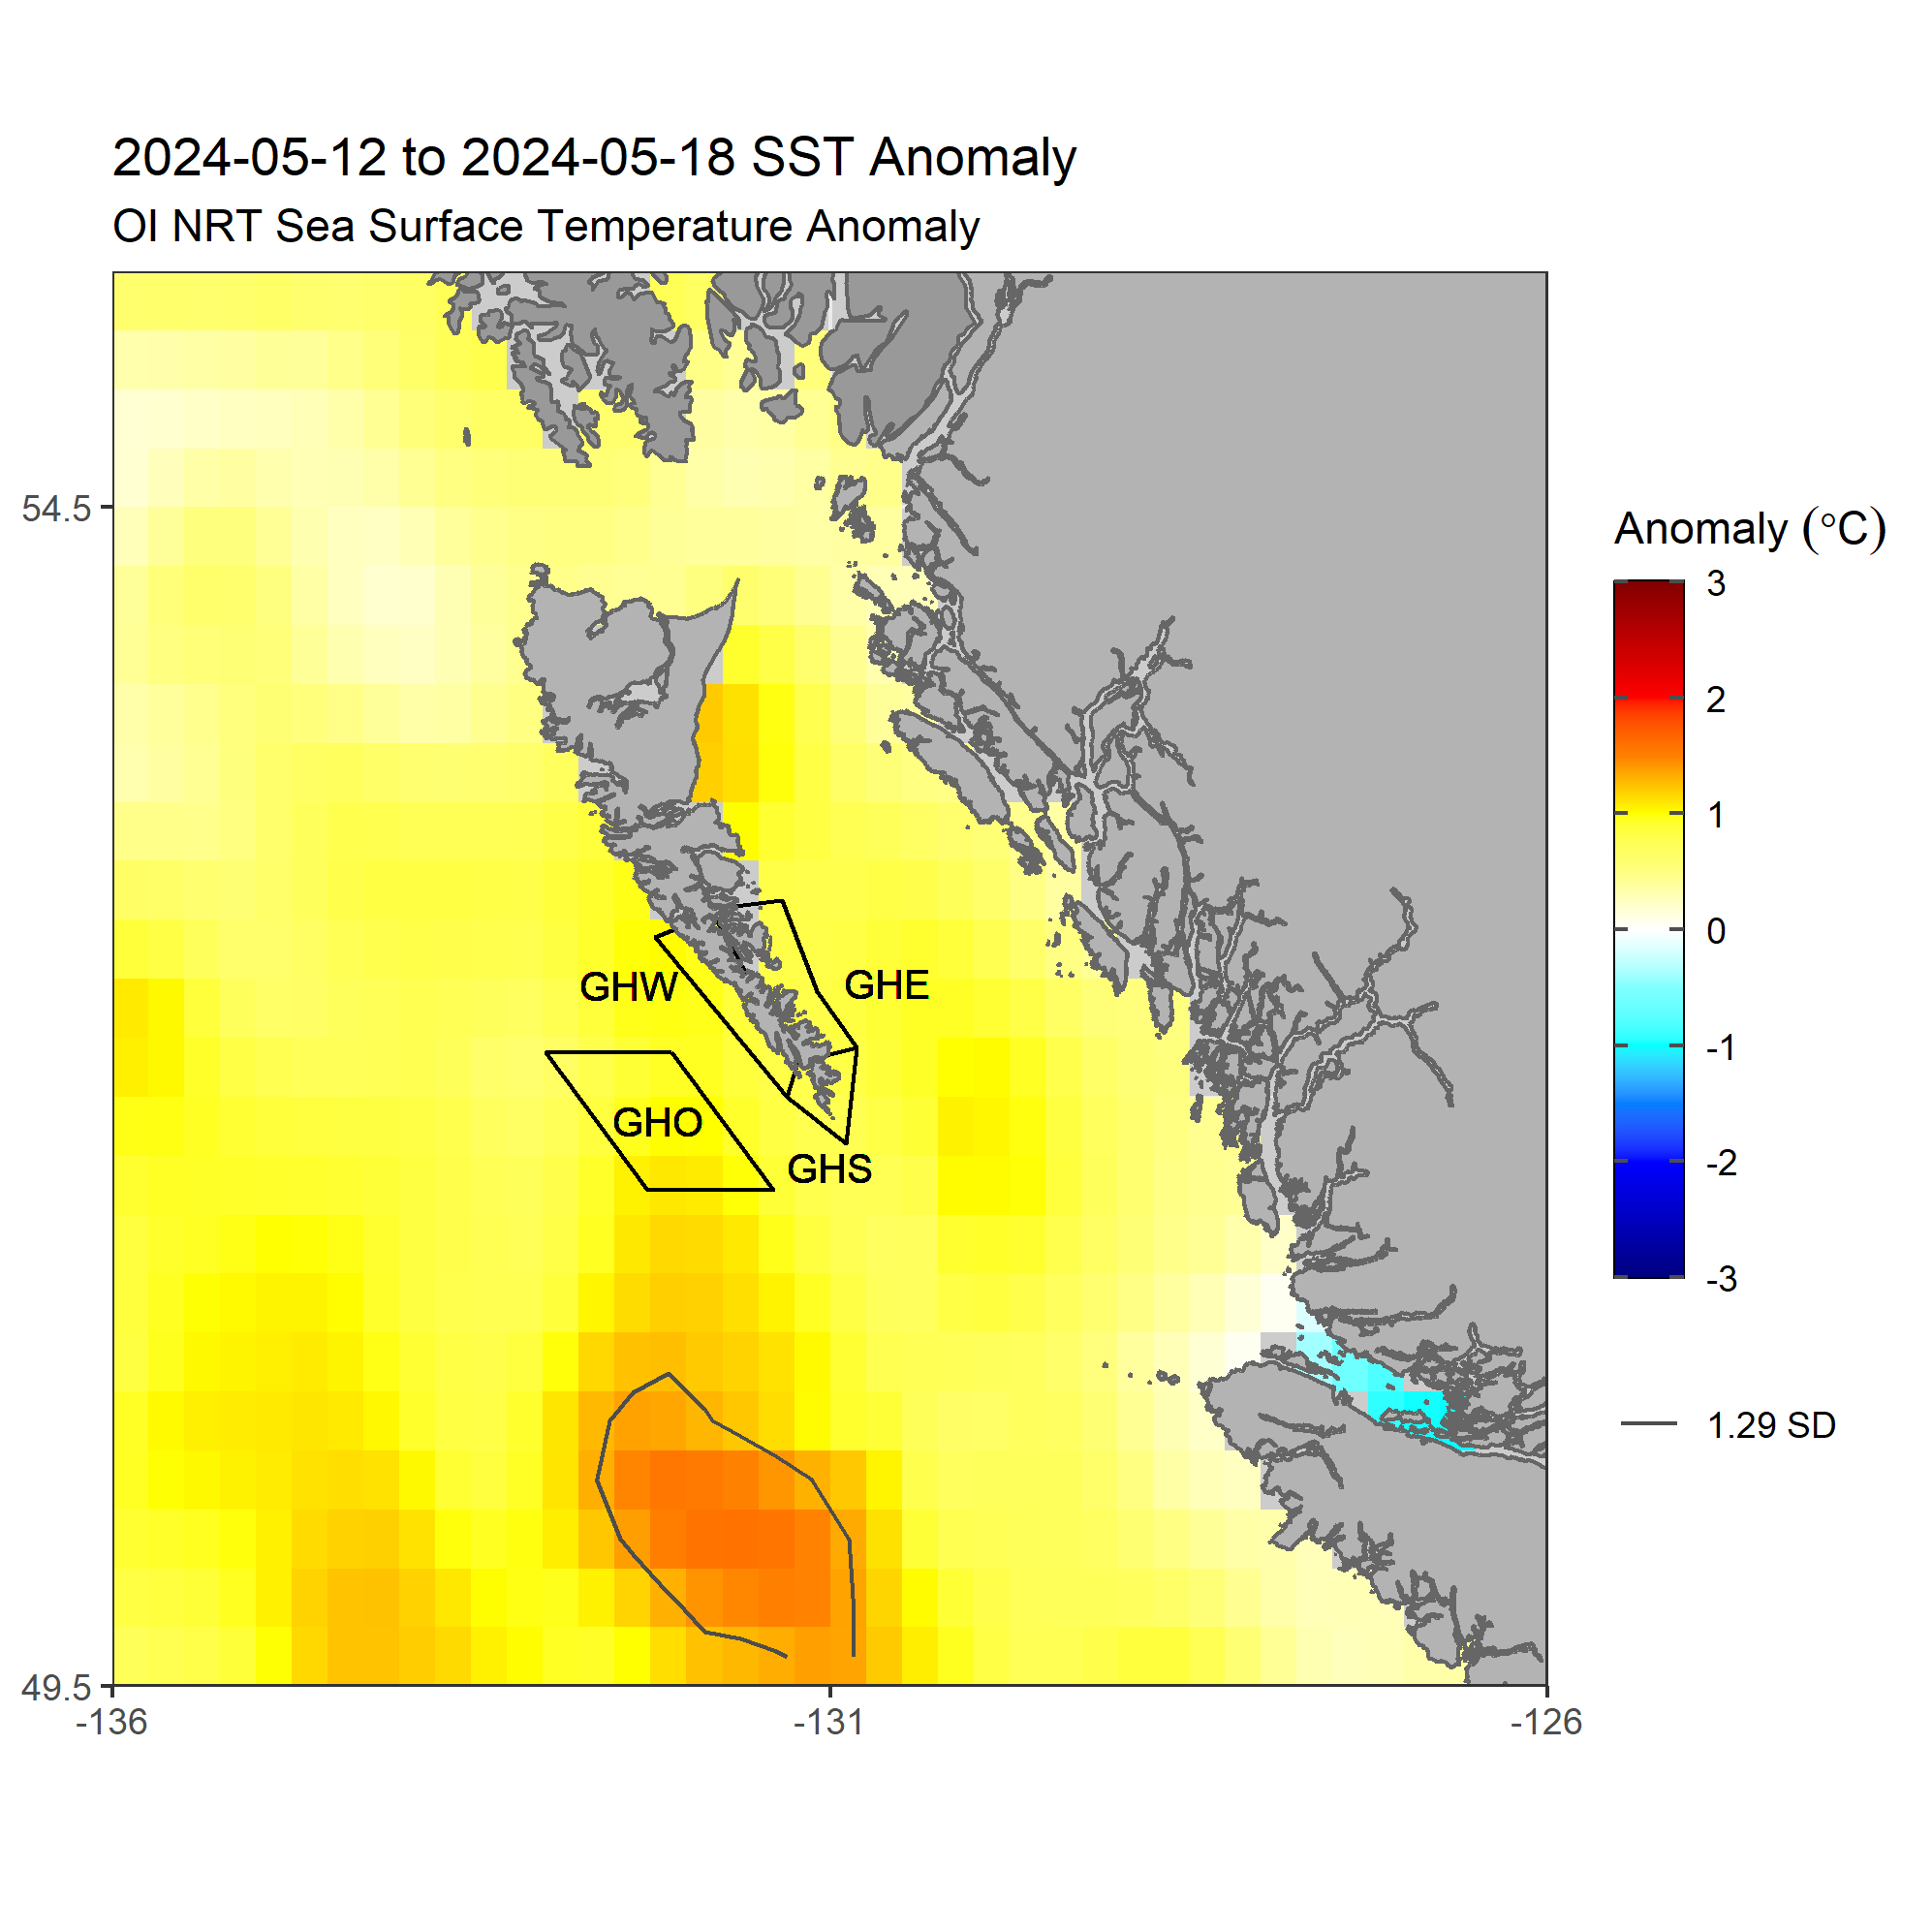 2024-05-12 to 2024-05-18 SST Anomaly
OI NRT Sea Surface Temperature Anomaly
54.5
49.5
-136
-131
-126
GHW
GHE
GHO
GHS
Anomaly (°C)
3
2
1
0
-1
-2
-3
1.29 SD